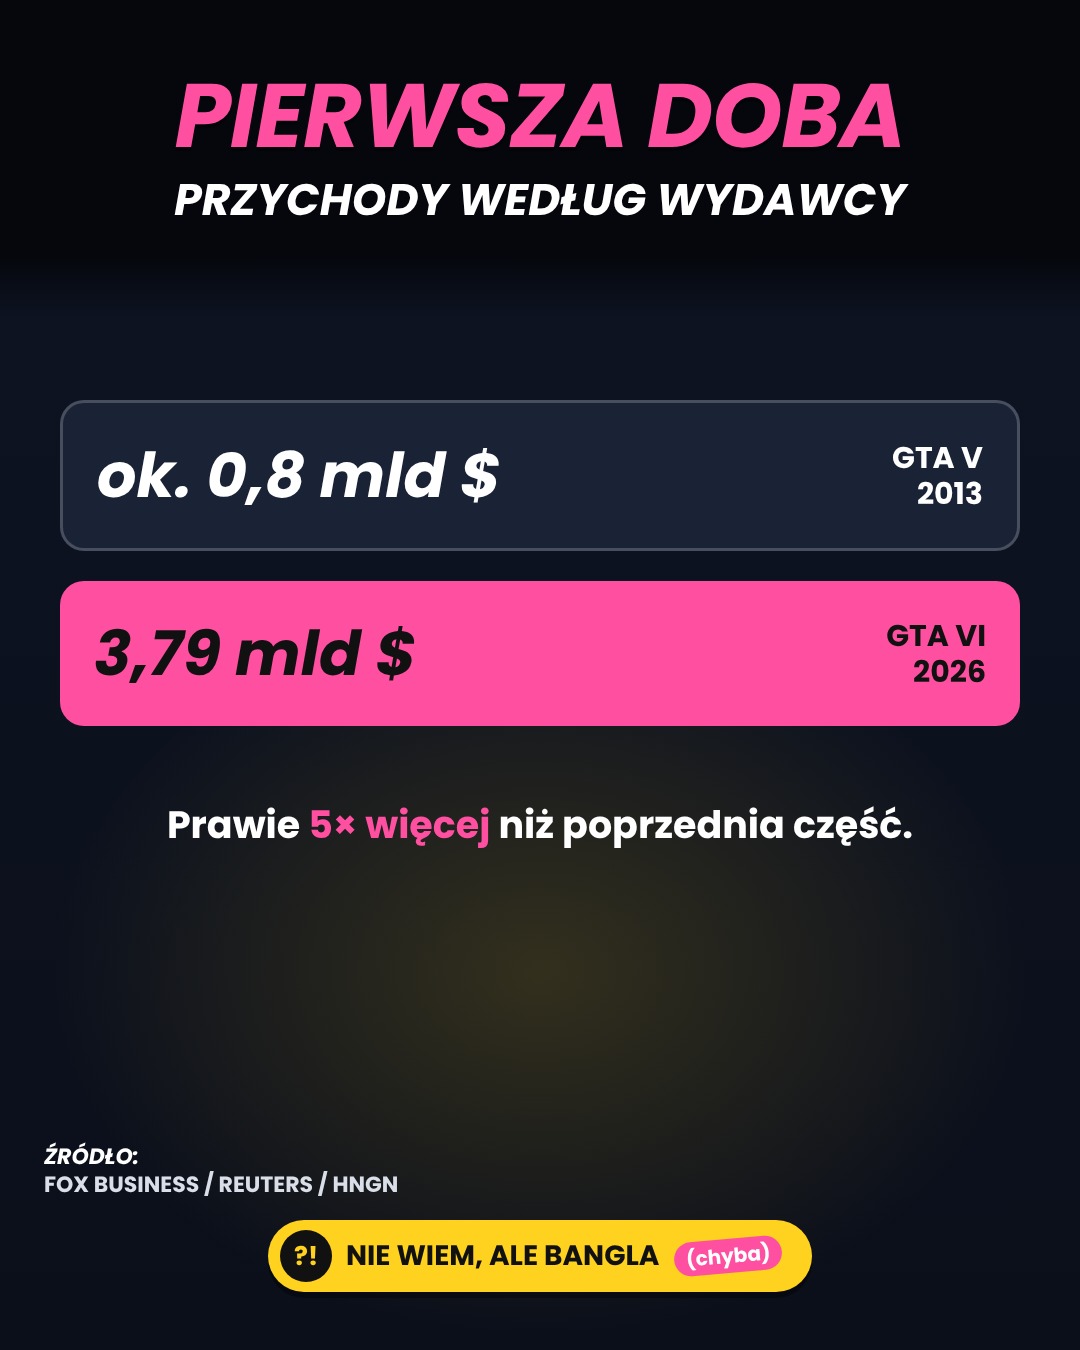 PIERWSZA DOBA
PRZYCHODY WEDŁUG WYDAWCY
ok. 0,8 mld $
GTA V
2013
3,79 mld $
GTA VI
2026
Prawie 5× więcej niż poprzednia część.
ŹRÓDŁO:
FOX BUSINESS / REUTERS / HNGN
?! NIE WIEM, ALE BANGLA (chyba)